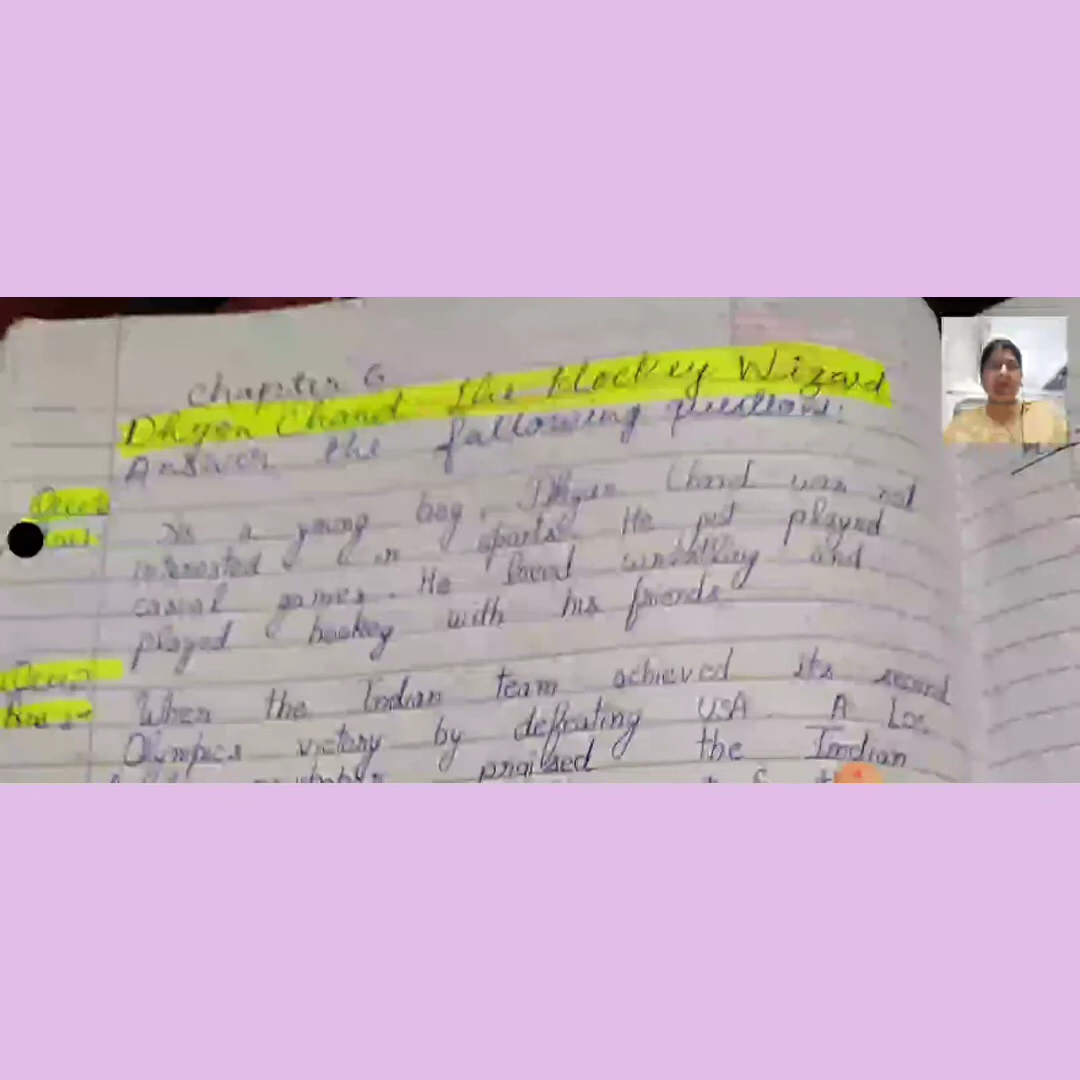 Chapter 6
Dhyan Chand the Hockey Wizard
Answer the following questions:
Ques
Ans As a young boy, Dhyan Chand was not
interested in sports. He just played
casual games. He loved wrestling and
played hockey with his friends
Ques
Ans :- When the Indian team achieved its second
Olympics victory by defeating USA. A Los
praised the Indian